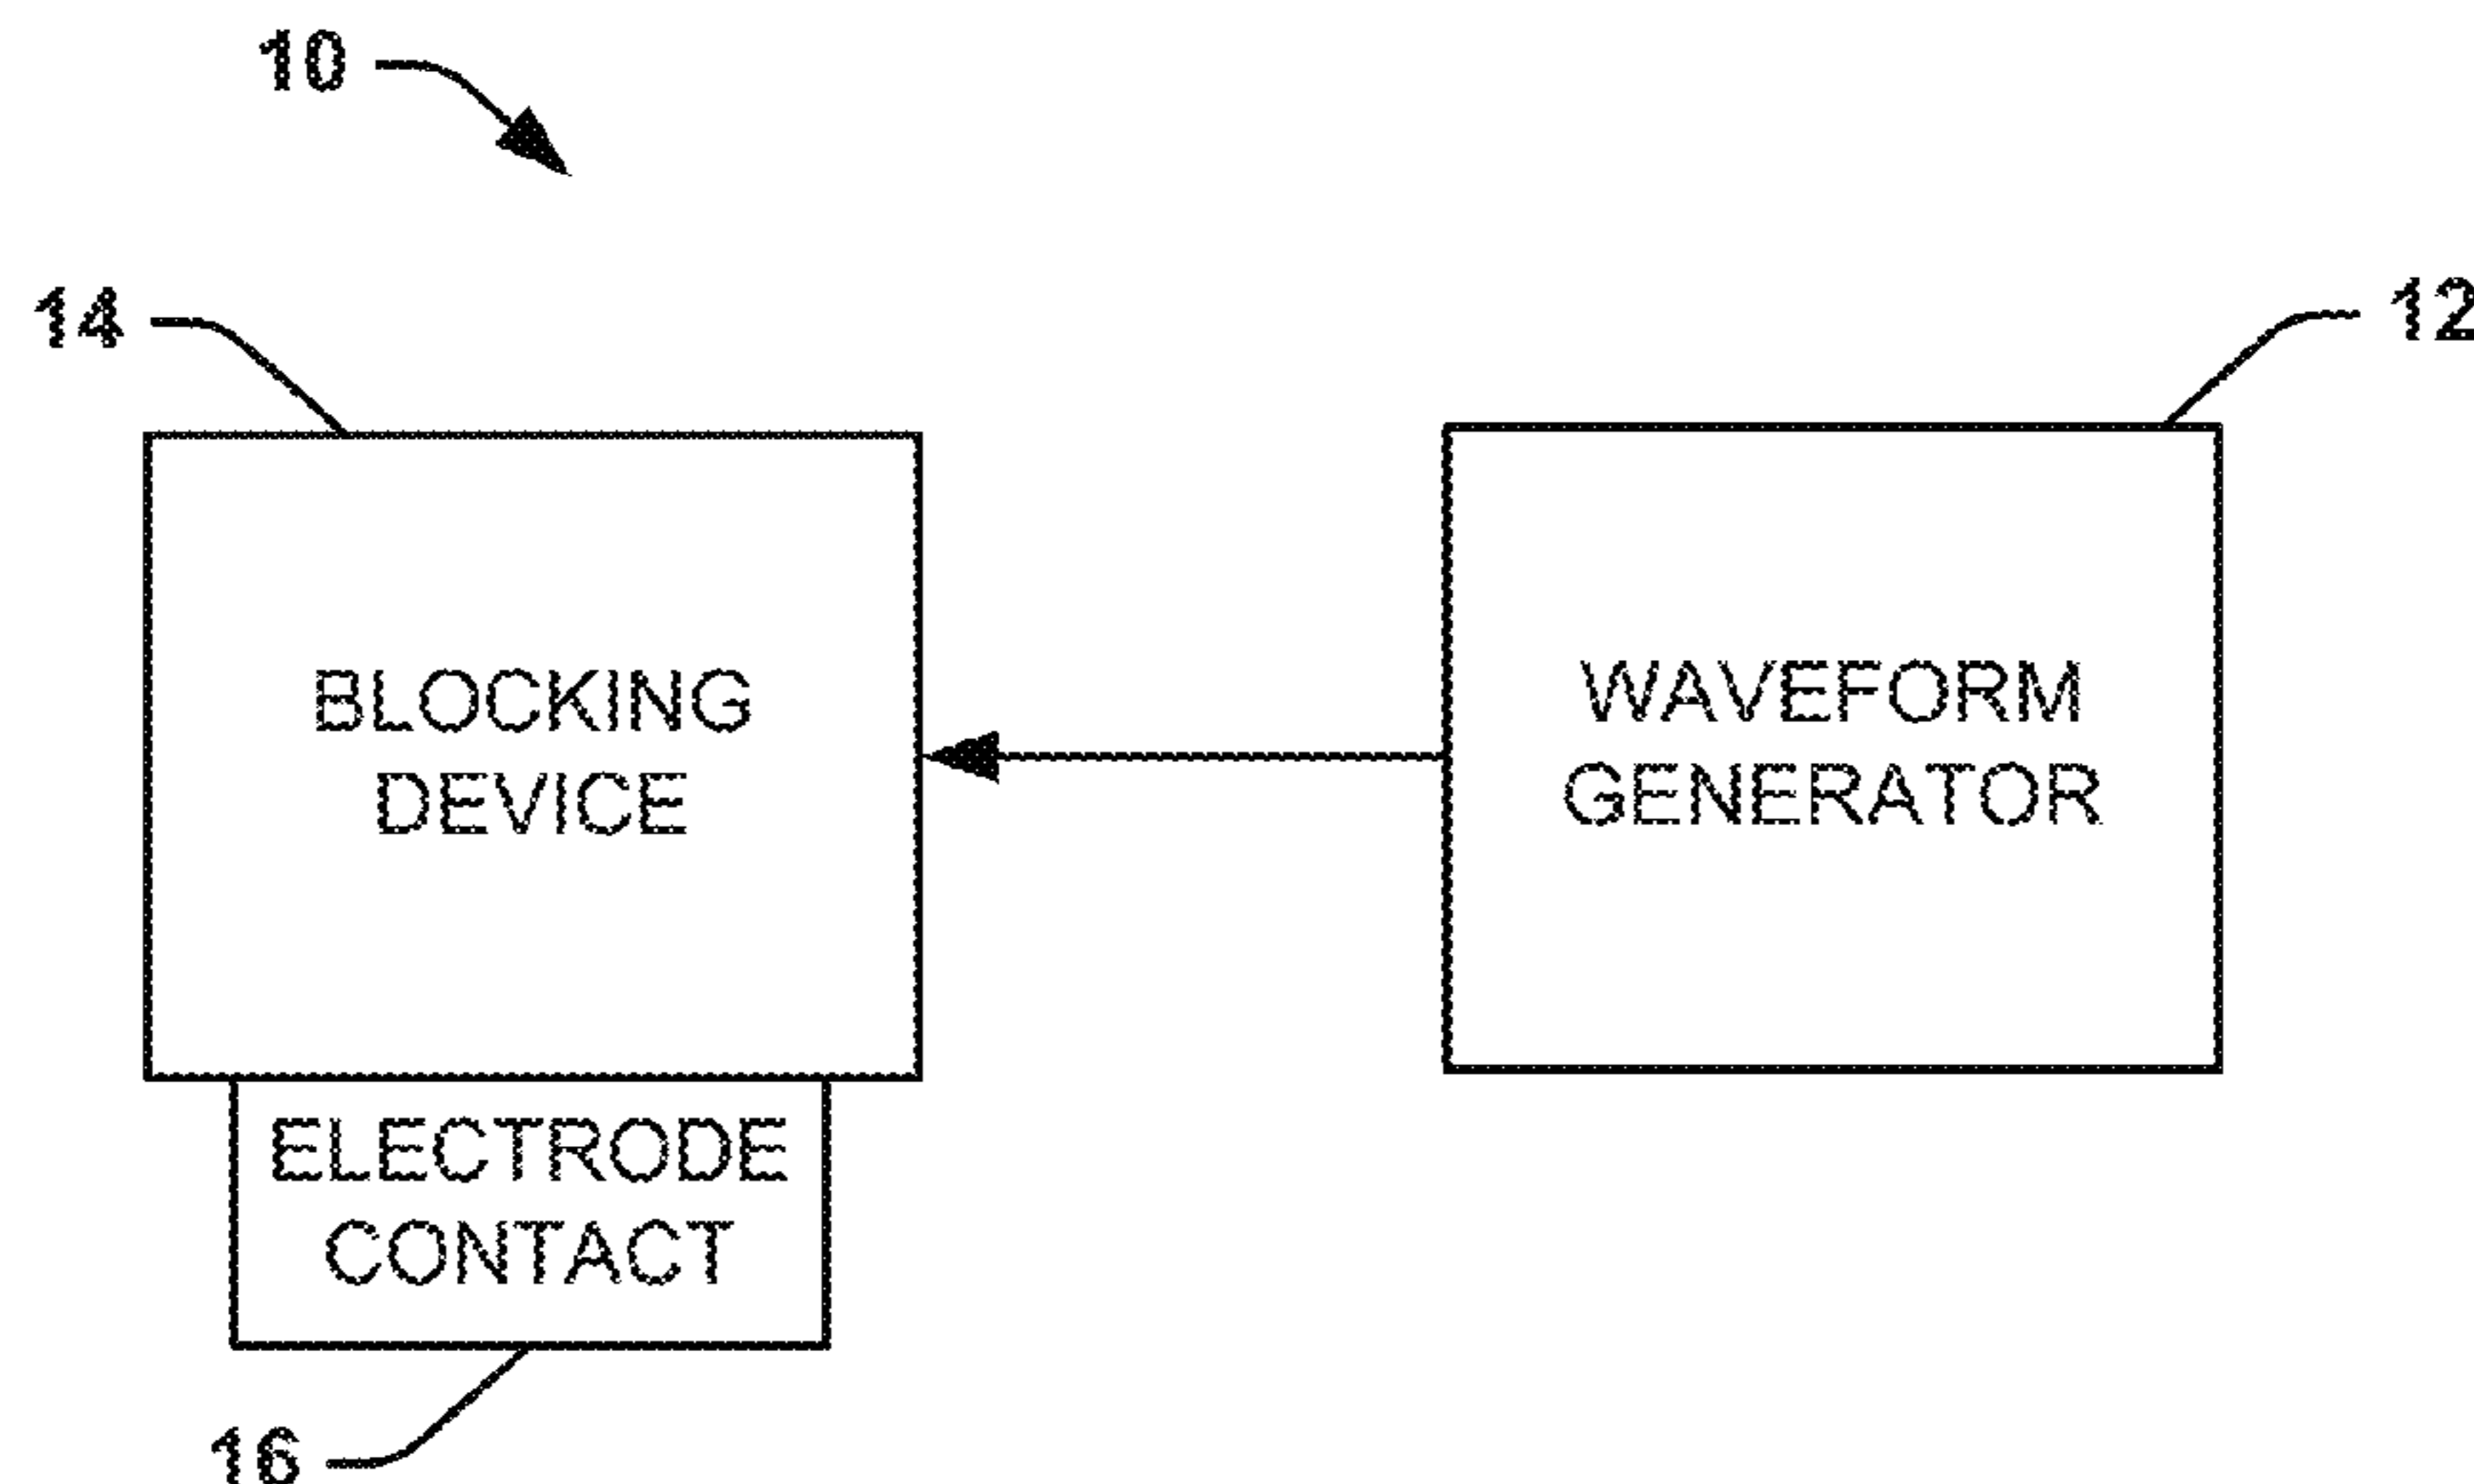 10
14
12
BLOCKING
DEVICE
WAVEFORM
GENERATOR
ELECTRODE
CONTACT
16